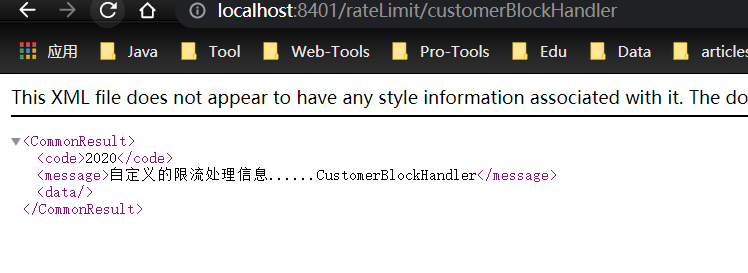 localhost:8401/rateLimit/customerBlockHandler
应用 Java Tool Web-Tools Pro-Tools Edu Data articles
This XML file does not appear to have any style information associated with it. The do
<CommonResult>
<code>2020</code>
<message>自定义的限流处理信息......CustomerBlockHandler</message>
<data/>
</CommonResult>